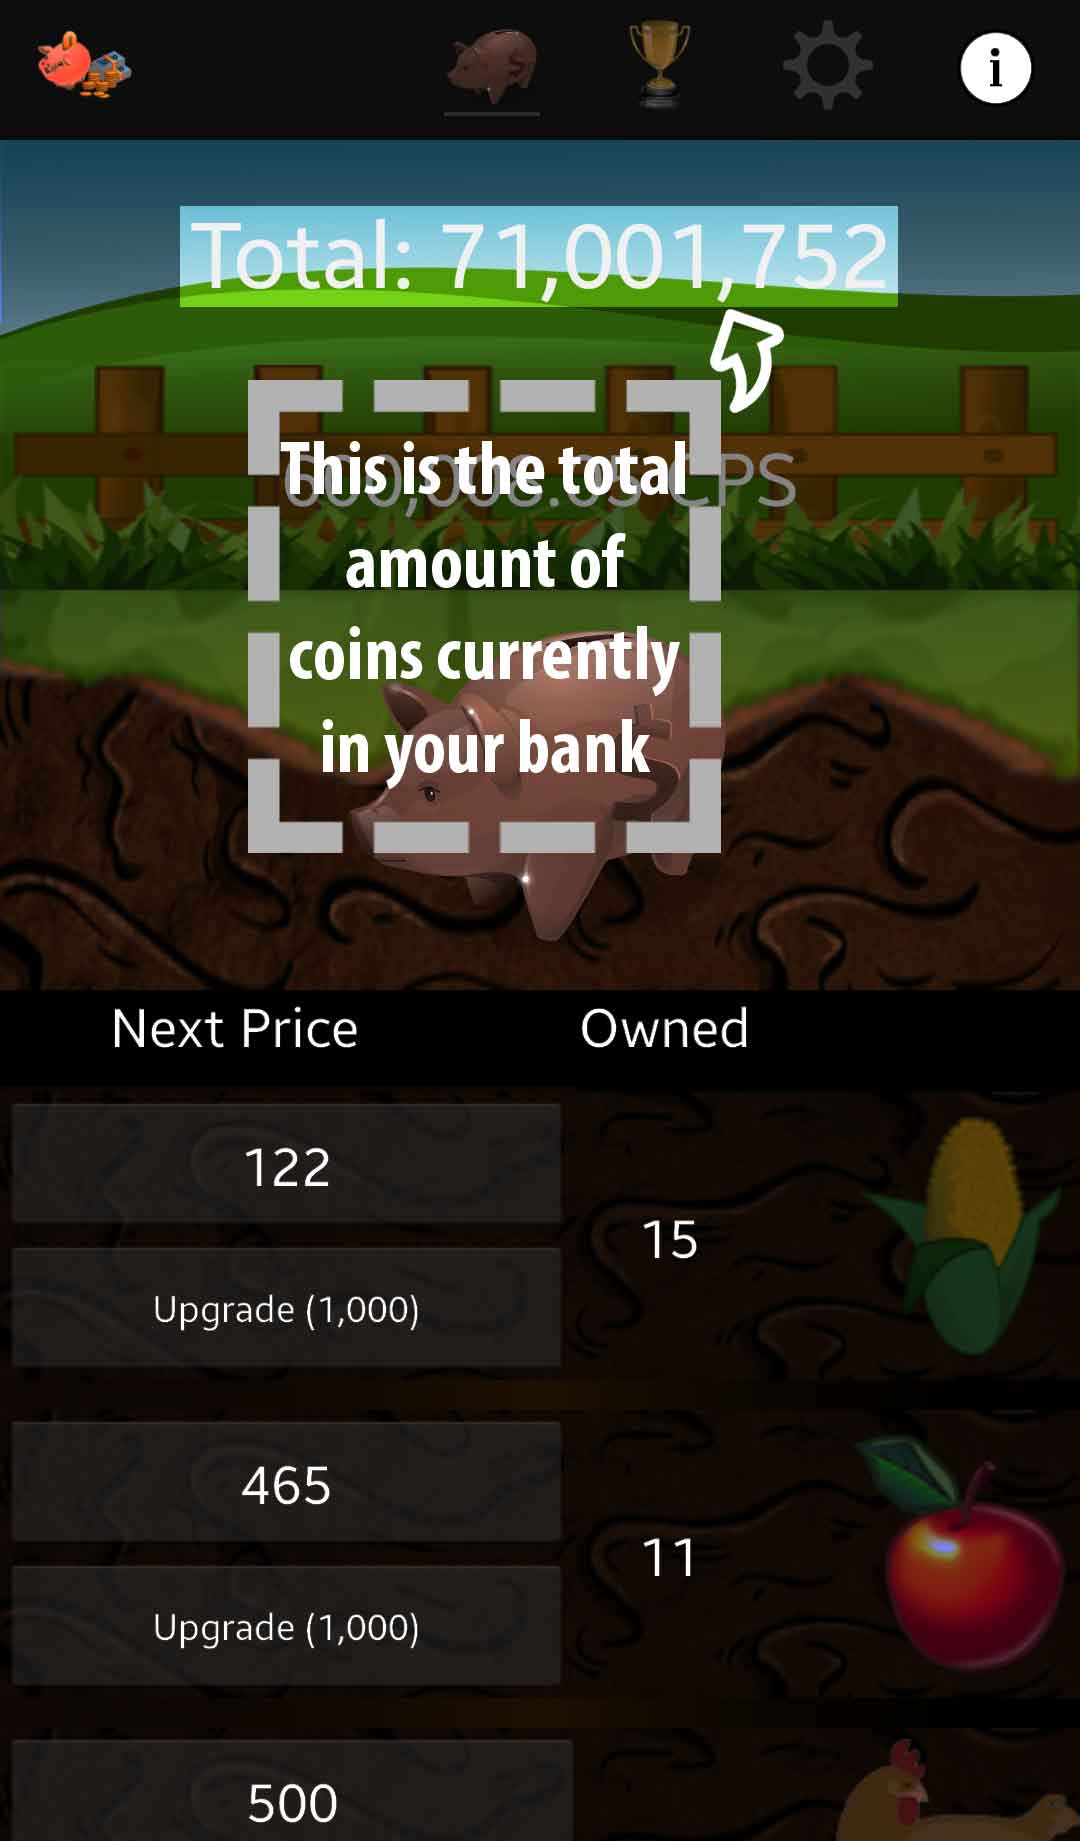 i
Total: 71,001,752
This is the total
CPS
amount of
coins currently
in your bank
Next Price Owned
122
15
Upgrade (1,000)
465
11
Upgrade (1,000)
500